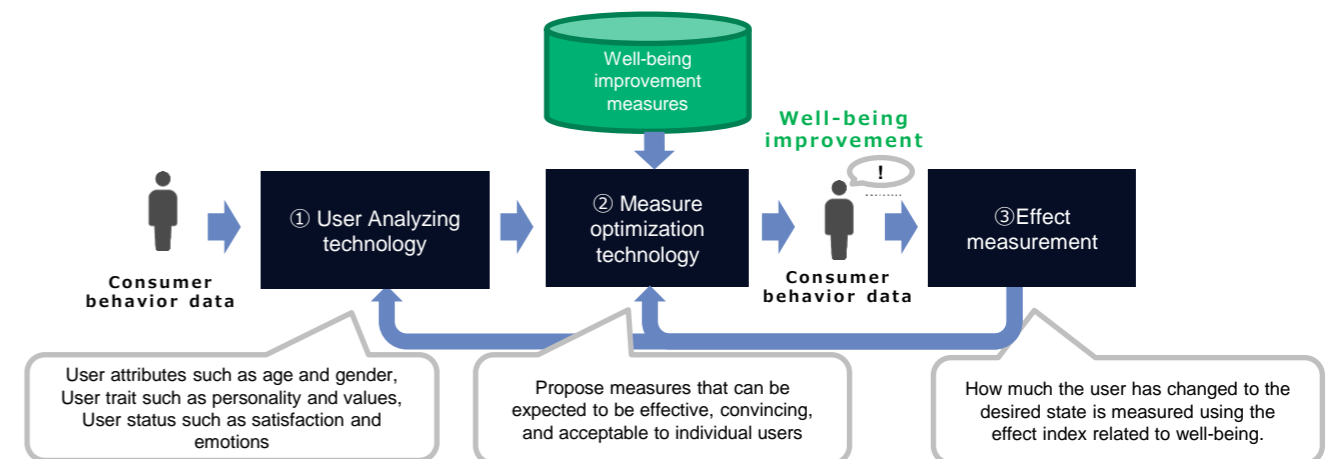 Well-being
improvement
measures
Well-being
improvement
!
① User Analyzing
technology
② Measure
optimization
technology
③Effect
measurement
Consumer
behavior data
Consumer
behavior data
User attributes such as age and gender,
User trait such as personality and values,
User status such as satisfaction and
emotions
Propose measures that can be
expected to be effective, convincing,
and acceptable to individual users
How much the user has changed to the
desired state is measured using the
effect index related to well-being.